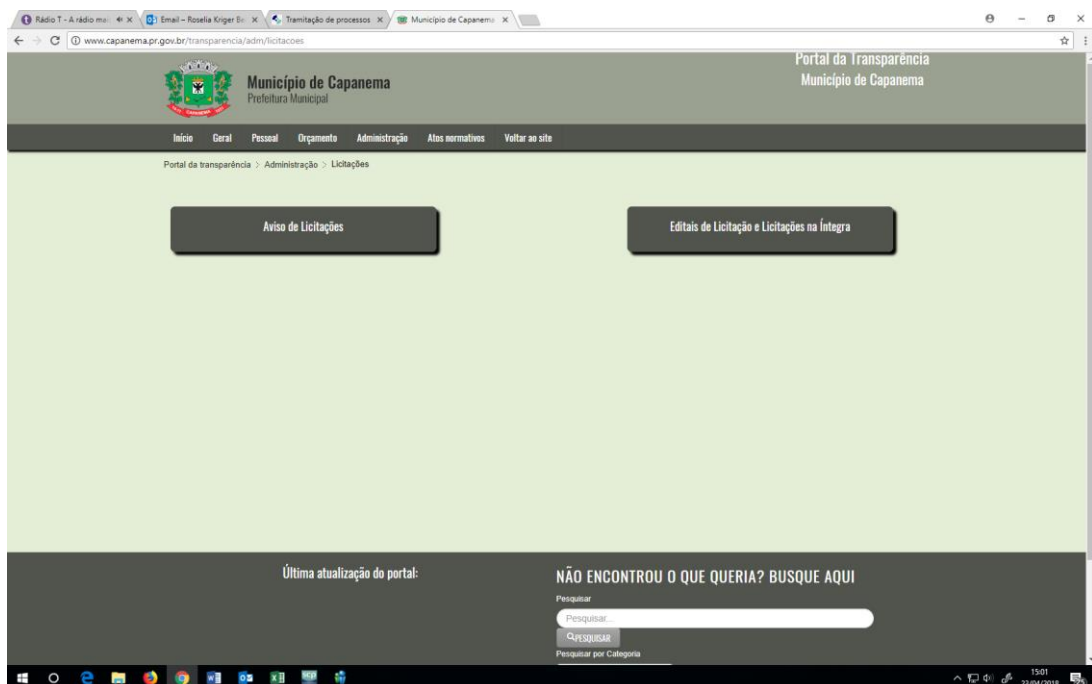 Rádio T - A rádio mai
Email – Roselia Kriger Be
Tramitação de processos
Município de Capanema
www.capanema.pr.gov.br/transparencia/adm/licitacoes
Portal da Transparência
Município de Capanema
Município de Capanema
Prefeitura Municipal
Início Geral Pessoal Orçamento Administração Atos normativos Voltar ao site
Portal da transparência > Administração > Licitações
Aviso de Licitações
Editais de Licitação e Licitações na Íntegra
Última atualização do portal:
NÃO ENCONTROU O QUE QUERIA? BUSQUE AQUI
Pesquisar
Pesquisar...
PESQUISAR
Pesquisar por Categoria
15:01
23/04/2018